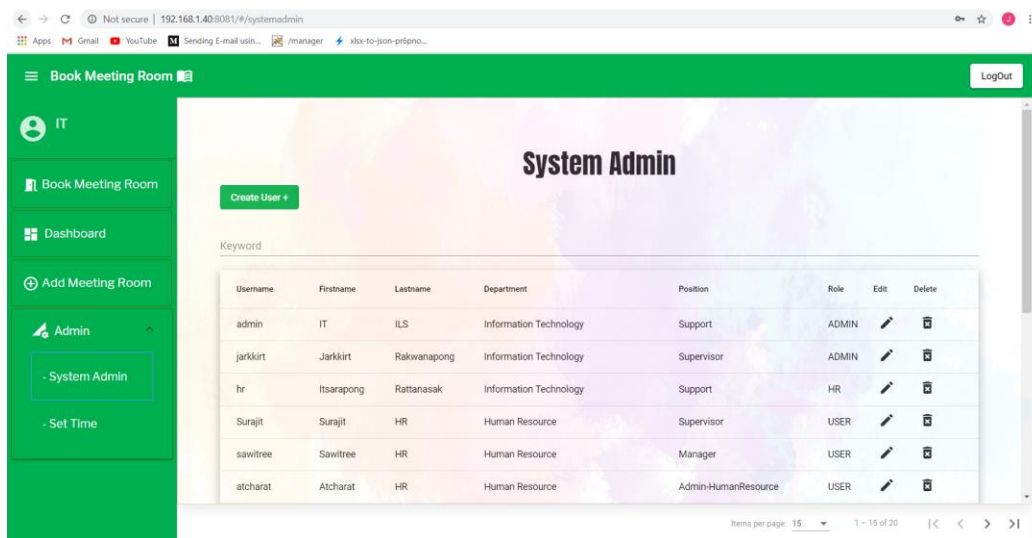 Not secure | 192.168.1.40:8081/#/systemadmin
Apps Gmail YouTube Sending E-mail usin... /manager xlsx-to-json-přípno...
Book Meeting Room LogOut
IT
Book Meeting Room
Dashboard
Add Meeting Room
Admin
- System Admin
- Set Time
System Admin
Create User +
Keyword
Username Firstname Lastname Department Position Role Edit Delete
admin IT ILS Information Technology Support ADMIN
jarkkirt Jarkkirt Rakwanapong Information Technology Supervisor ADMIN
hr Itsarapong Rattanasak Information Technology Support HR
Surajit Surajit HR Human Resource Supervisor USER
sawitree Sawitree HR Human Resource Manager USER
atcharat Atcharat HR Human Resource Admin-HumanResource USER
Items per page: 15 1 – 15 of 20